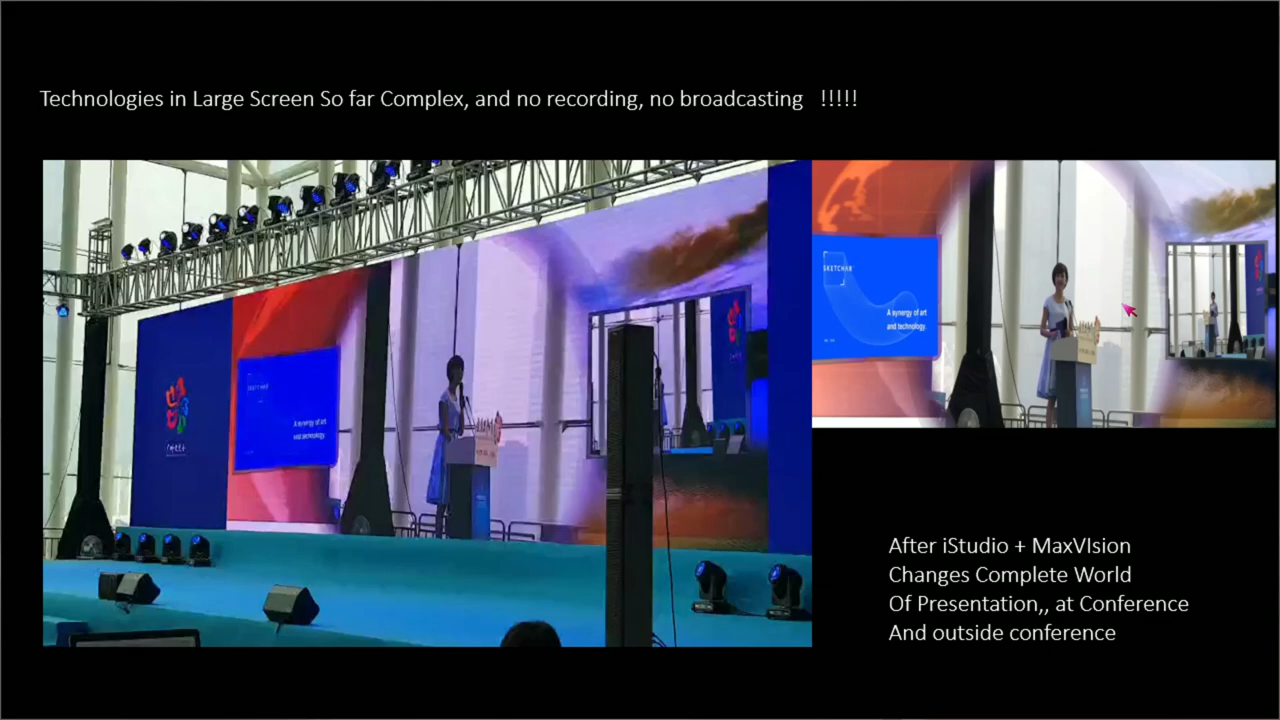 Technologies in Large Screen So far Complex, and no recording, no broadcasting !!!!!
SKETCHAR
A synergy of art
and technology.
SKETCHAR
A synergy of art
and technology.
After iStudio + MaxVIsion
Changes Complete World
Of Presentation,, at Conference
And outside conference